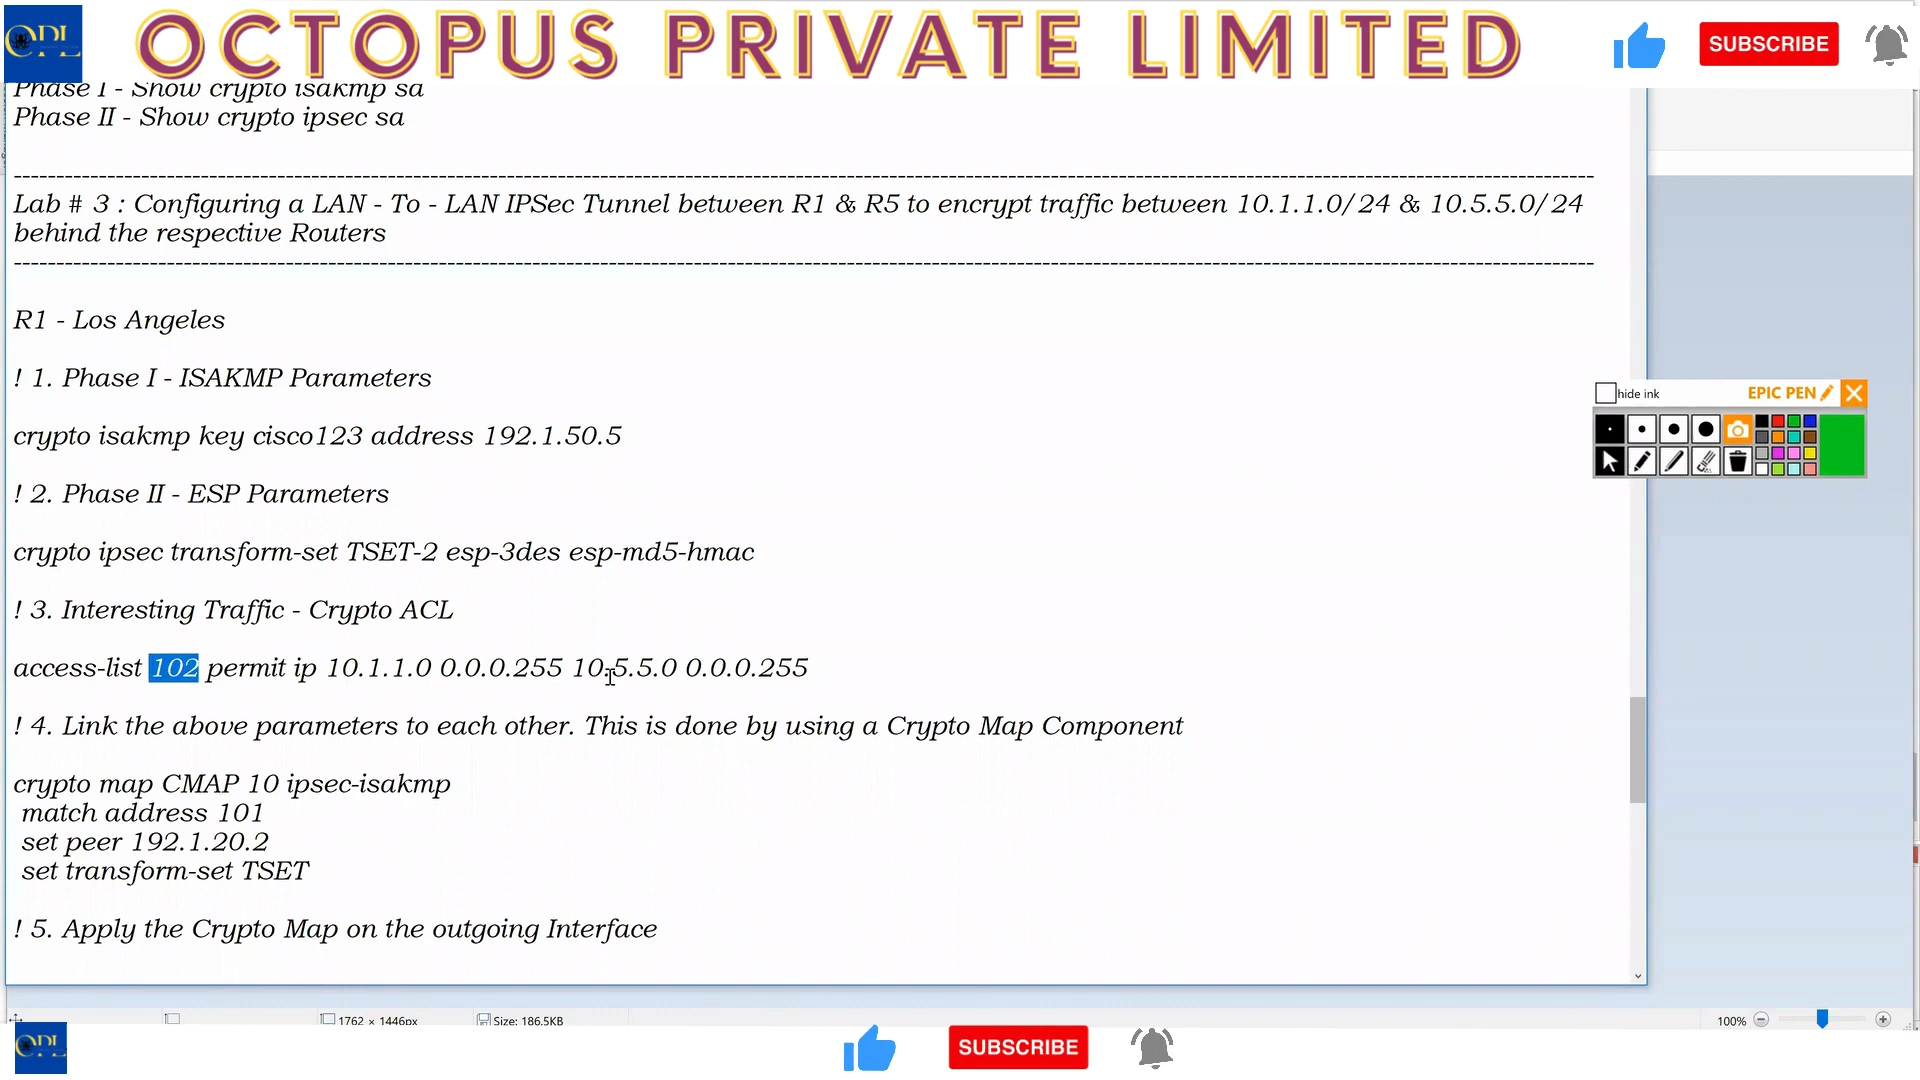 OPL OCTOPUS PRIVATE LIMITED SUBSCRIBE
Phase I - Show crypto isakmp sa
Phase II - Show crypto ipsec sa
Lab # 3 : Configuring a LAN - To - LAN IPSec Tunnel between R1 & R5 to encrypt traffic between 10.1.1.0/24 & 10.5.5.0/24
behind the respective Routers
R1 - Los Angeles
! 1. Phase I - ISAKMP Parameters
hide ink EPIC PEN
crypto isakmp key cisco123 address 192.1.50.5
! 2. Phase II - ESP Parameters
crypto ipsec transform-set TSET-2 esp-3des esp-md5-hmac
! 3. Interesting Traffic - Crypto ACL
access-list 102 permit ip 10.1.1.0 0.0.0.255 10.5.5.0 0.0.0.255
! 4. Link the above parameters to each other. This is done by using a Crypto Map Component
crypto map CMAP 10 ipsec-isakmp
match address 101
set peer 192.1.20.2
set transform-set TSET
! 5. Apply the Crypto Map on the outgoing Interface
1762 × 1446px Size: 186.5KB 100%
OPL SUBSCRIBE